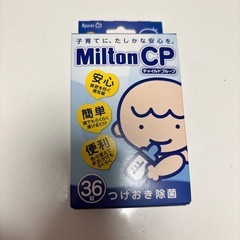 Kyorin
子育てに、たしかな安心を。
Milton CP
チャイルドプルーフ
安心
簡単
便利
36錠
つけおき除菌